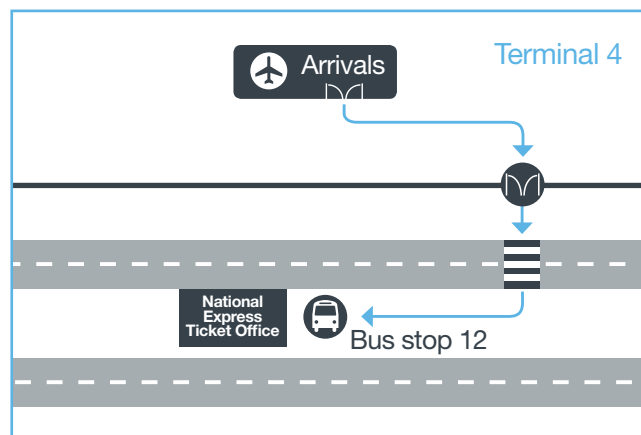 Arrivals
Terminal 4
National
Express
Ticket Office
Bus stop 12